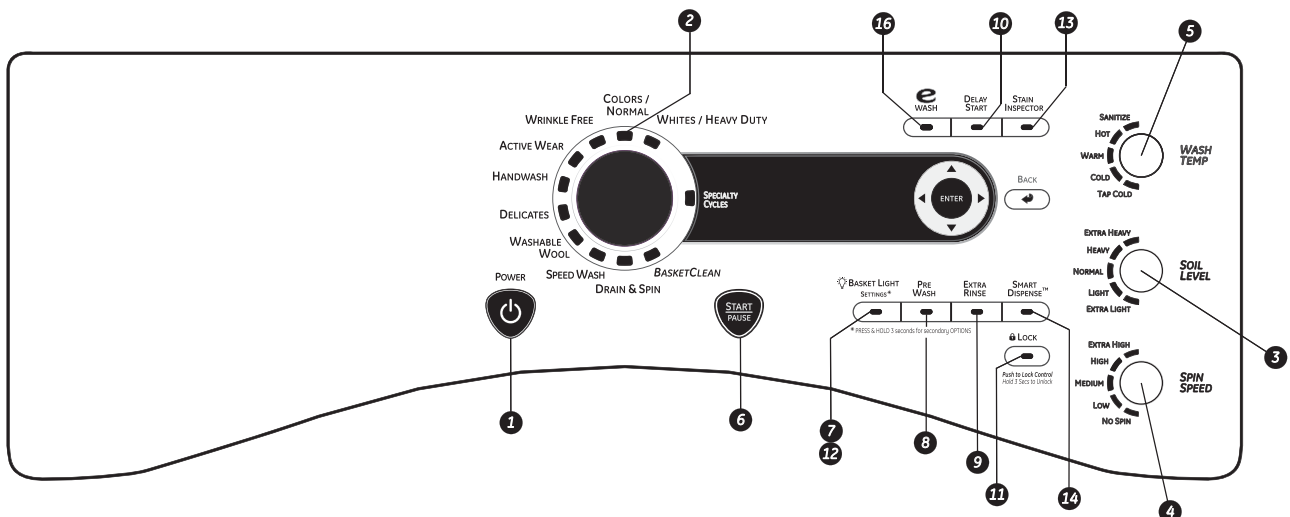 2
16
10
13
5
e
WASH
DELAY
START
STAIN
INSPECTOR
COLORS /
NORMAL
WRINKLE FREE
WHITES / HEAVY DUTY
ACTIVE WEAR
HANDWASH
DELICATES
WASHABLE
WOOL
SPEED WASH
DRAIN & SPIN
BASKETCLEAN
SPECIALTY
CYCLES
ENTER
BACK
SANITIZE
HOT
WARM
COLD
TAP COLD
WASH
TEMP
EXTRA HEAVY
HEAVY
NORMAL
LIGHT
EXTRA LIGHT
SOIL
LEVEL
POWER
START
PAUSE
BASKET LIGHT
SETTINGS*
PRE
WASH
EXTRA
RINSE
SMART
DISPENSE™
* PRESS & HOLD 3 seconds for secondary OPTIONS
LOCK
Push to Lock Control
Hold 3 Secs to Unlock
EXTRA HIGH
HIGH
MEDIUM
LOW
NO SPIN
SPIN
SPEED
3
1
6
7
12
8
9
11
14
4